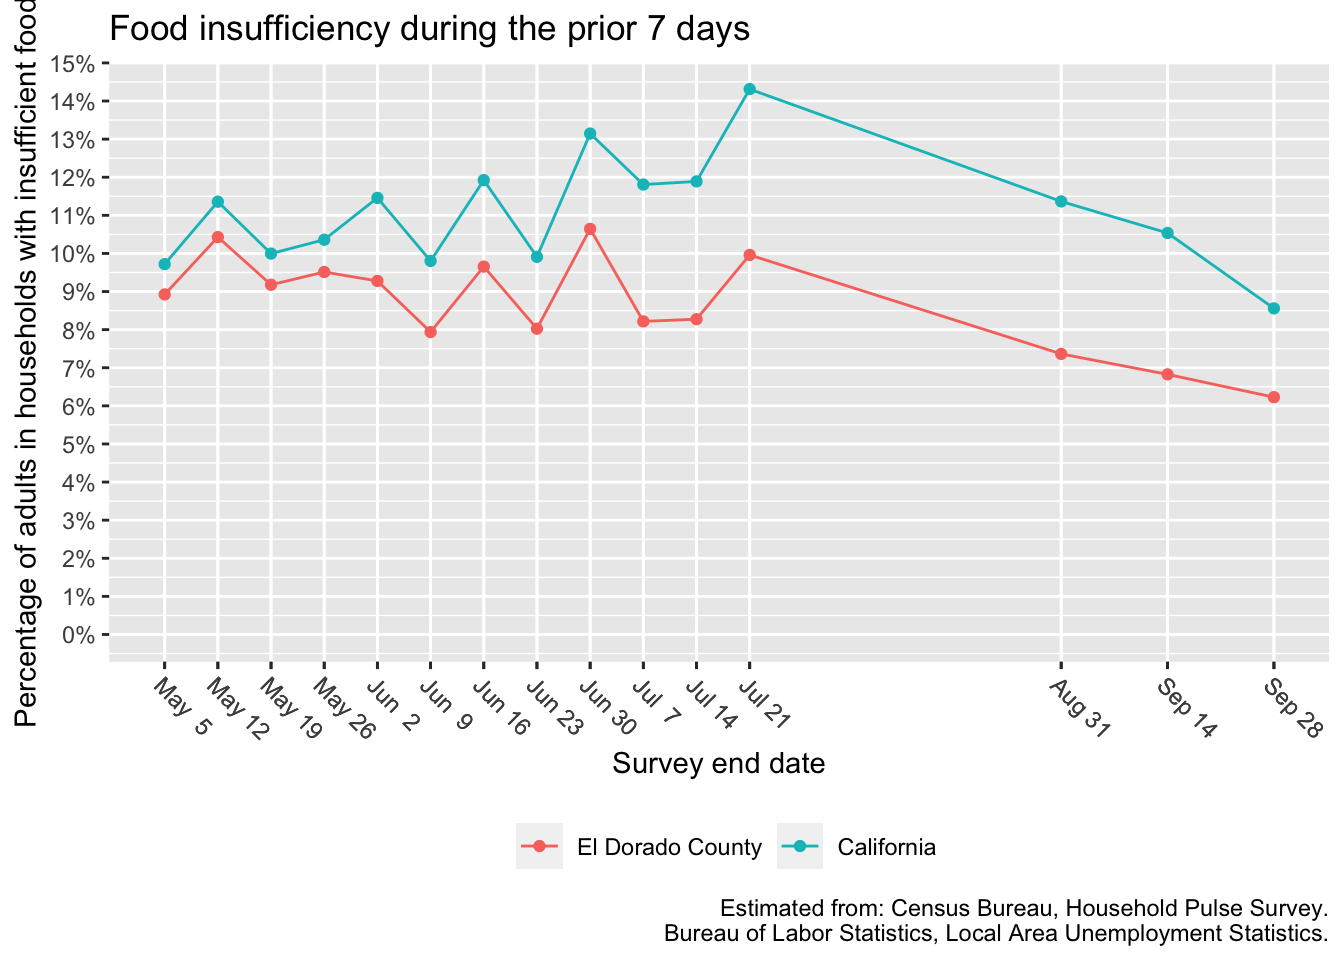 Food insufficiency during the prior 7 days
Percentage of adults in households with insufficient food
15%
14%
13%
12%
11%
10%
9%
8%
7%
6%
5%
4%
3%
2%
1%
0%
May 5
May 12
May 19
May 26
Jun 2
Jun 9
Jun 16
Jun 23
Jun 30
Jul 7
Jul 14
Jul 21
Aug 31
Sep 14
Sep 28
Survey end date
El Dorado County
California
Estimated from: Census Bureau, Household Pulse Survey.
Bureau of Labor Statistics, Local Area Unemployment Statistics.